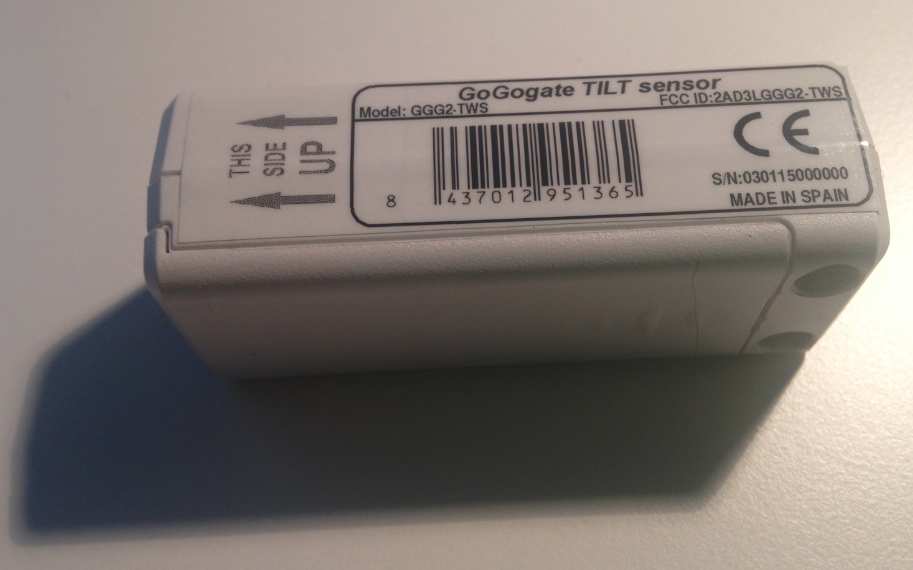 THIS
SIDE
UP
GoGogate TILT sensor
Model: GGG2-TWS
FCC ID:2AD3LGGG2-TWS
CE
8 437012 951365
S/N:030115000000
MADE IN SPAIN